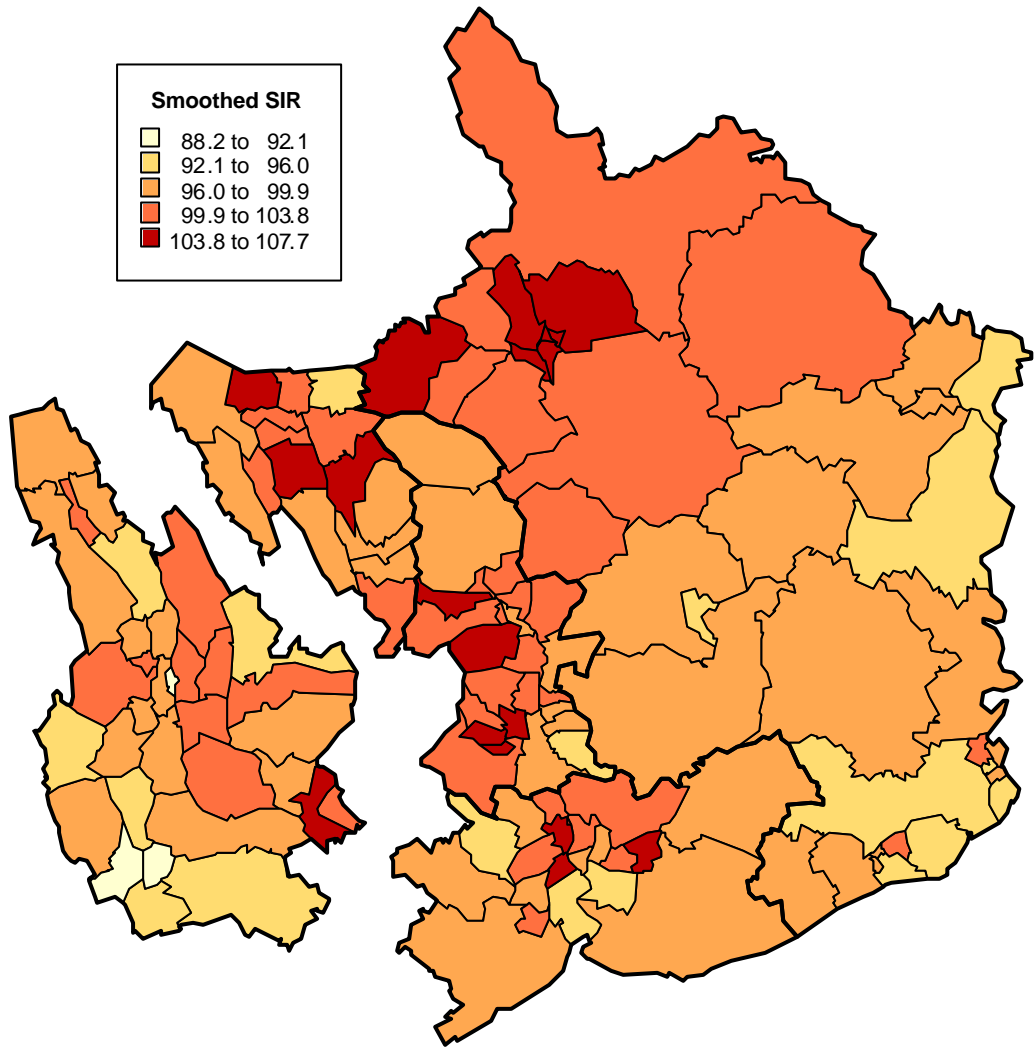 Smoothed SIR
88.2 to 92.1
92.1 to 96.0
96.0 to 99.9
99.9 to 103.8
103.8 to 107.7